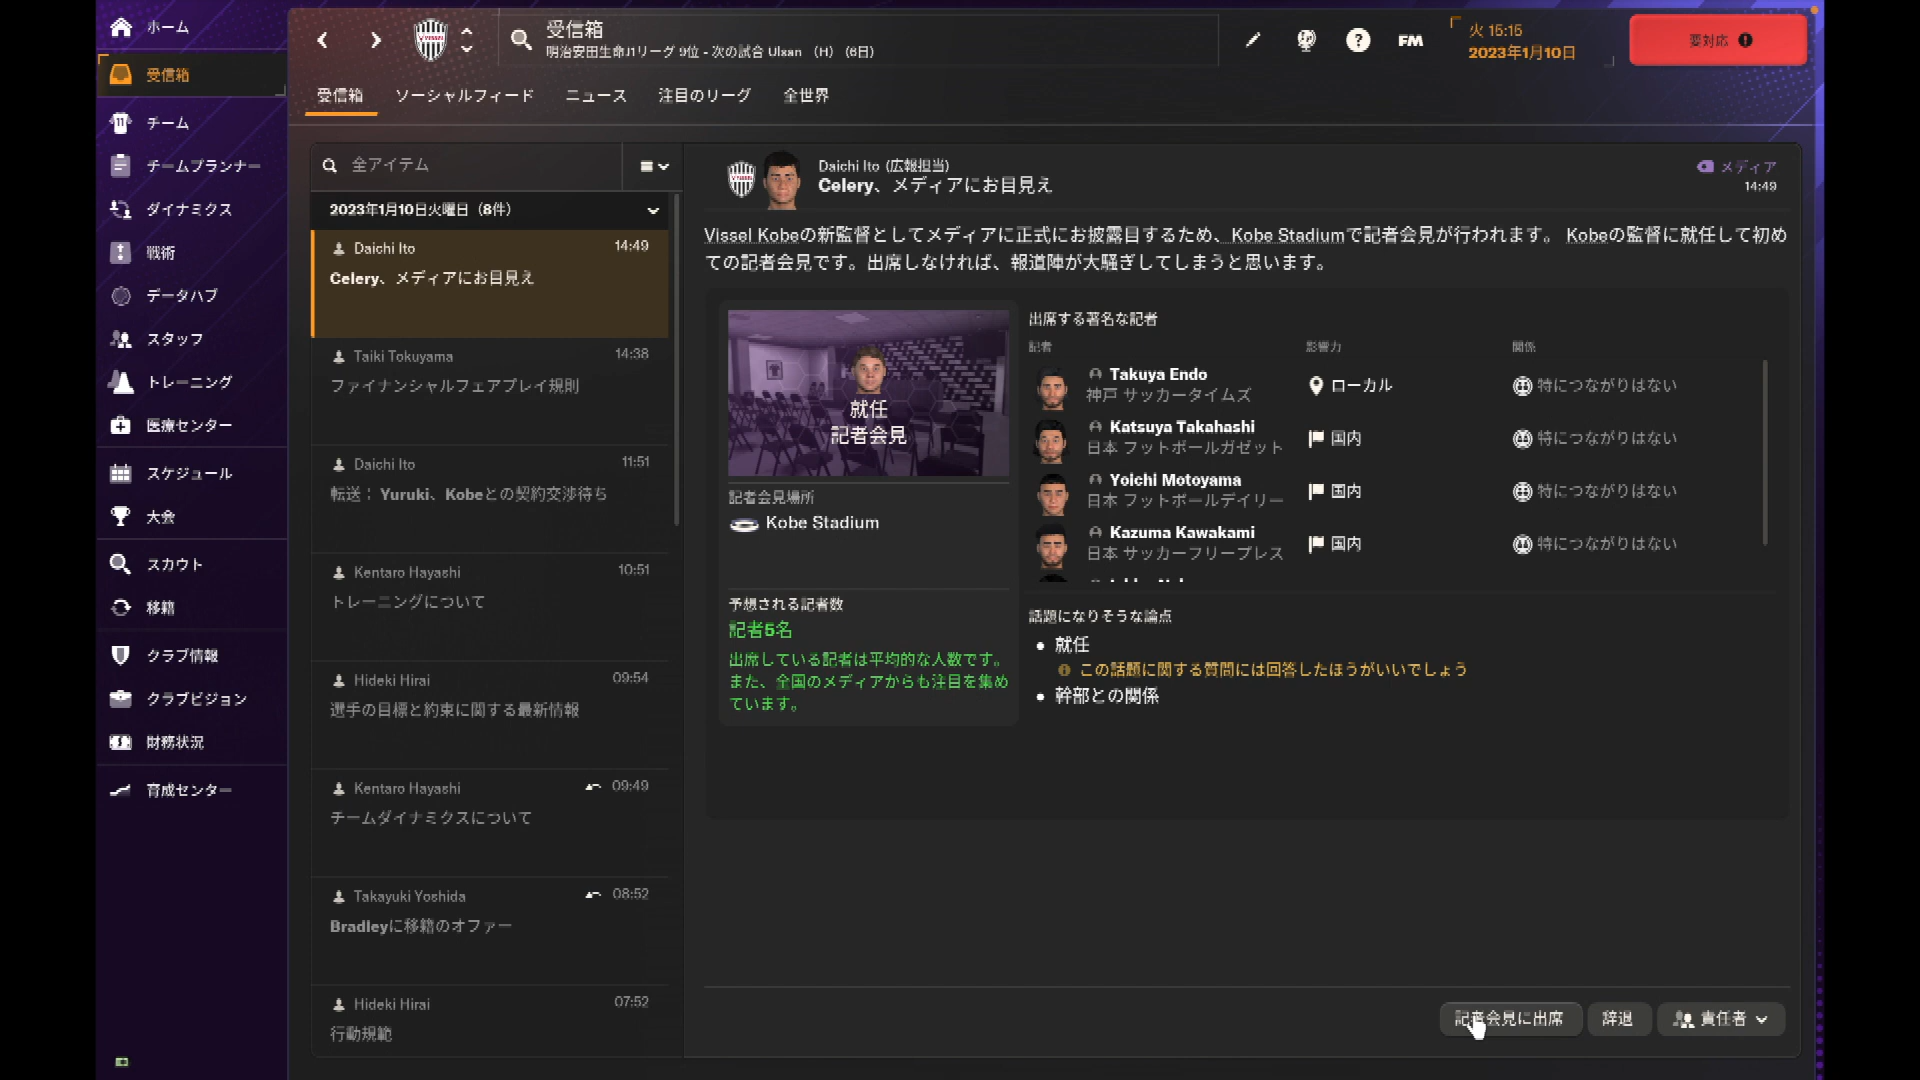 ホーム
受信箱
チーム
チームプランナー
ダイナミクス
戦術
データハブ
スタッフ
トレーニング
医療センター
スケジュール
大会
スカウト
移籍
クラブ情報
クラブビジョン
財務状況
育成センター
受信箱
明治安田生命J1リーグ 9位 - 次の試合 Ulsan （H）（6日）
FM
火 15:15
2023年1月10日
要対応
受信箱 ソーシャルフィード ニュース 注目のリーグ 全世界
全アイテム
2023年1月10日火曜日（8件）
Daichi Ito 14:49
Celery、メディアにお目見え
Taiki Tokuyama 14:38
ファイナンシャルフェアプレイ規則
Daichi Ito 11:51
転送： Yuruki、Kobeとの契約交渉待ち
Kentaro Hayashi 10:51
トレーニングについて
Hideki Hirai 09:54
選手の目標と約束に関する最新情報
Kentaro Hayashi 09:49
チームダイナミクスについて
Takayuki Yoshida 08:52
Bradleyに移籍のオファー
Hideki Hirai 07:52
行動規範
Daichi Ito (広報担当)
Celery、メディアにお目見え
メディア
14:49
Vissel Kobeの新監督としてメディアに正式にお披露目するため、Kobe Stadiumで記者会見が行われます。 Kobeの監督に就任して初め
ての記者会見です。出席しなければ、報道陣が大騒ぎしてしまうと思います。
就任
記者会見
記者会見場所
Kobe Stadium
予想される記者数
記者5名
出席している記者は平均的な人数です。
また、全国のメディアからも注目を集め
ています。
出席する著名な記者
記者 影響力 関係
Takuya Endo
神戸 サッカータイムズ
ローカル
特につながりはない
Katsuya Takahashi
日本 フットボールガゼット
国内
特につながりはない
Yoichi Motoyama
日本 フットボールデイリー
国内
特につながりはない
Kazuma Kawakami
日本 サッカーフリープレス
国内
特につながりはない
話題になりそうな論点
• 就任
この話題に関する質問には回答したほうがいいでしょう
• 幹部との関係
記者会見に出席 辞退 責任者